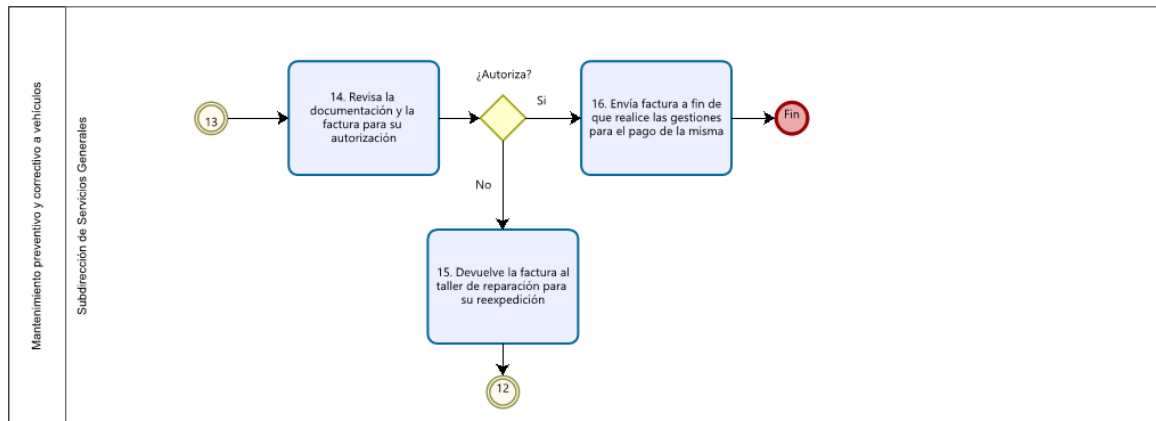 Mantenimiento preventivo y correctivo a vehículos
Subdirección de Servicios Generales
13
14. Revisa la
documentación y la
factura para su
autorización
¿Autoriza?
Si
16. Envía factura a fin de
que realice las gestiones
para el pago de la misma
Fin
No
15. Devuelve la factura al
taller de reparación para
su reexpedición
12